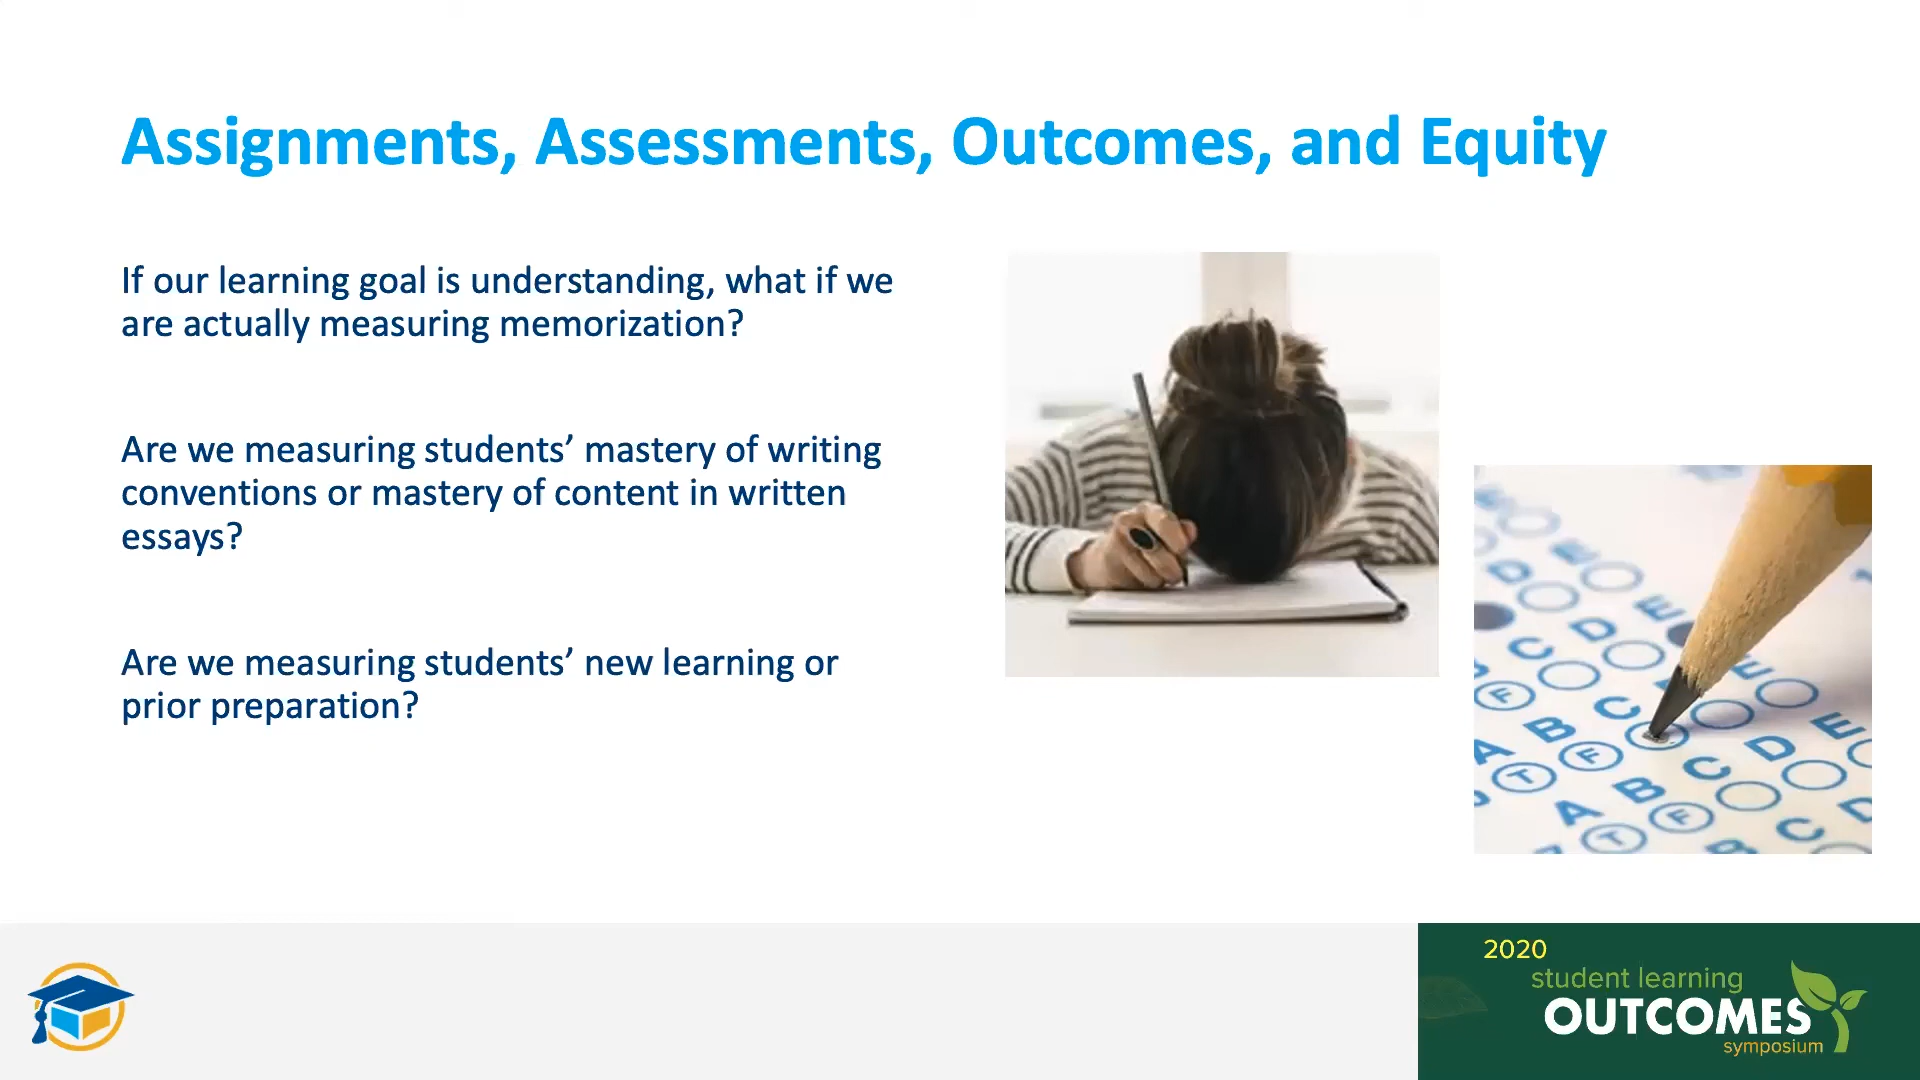 Assignments, Assessments, Outcomes, and Equity
If our learning goal is understanding, what if we
are actually measuring memorization?
Are we measuring students’ mastery of writing
conventions or mastery of content in written
essays?
Are we measuring students’ new learning or
prior preparation?
2020
student learning
OUTCOMES
symposium